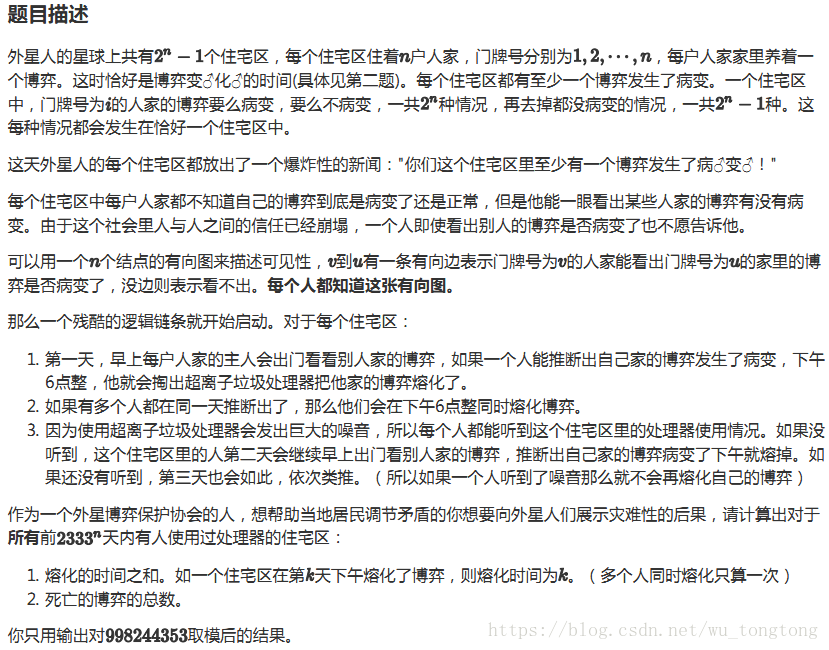 题目描述
外星人的星球上共有2ⁿ − 1个住宅区，每个住宅区住着n户人家，门牌号分别为1, 2, ⋯, n，每户人家家里养着一
个博弈。这时恰好是博弈变♂化♂的时间(具体见第二题)。每个住宅区都有至少一个博弈发生了病变。一个住宅区
中，门牌号为i的人家的博弈要么病变，要么不病变，一共2ⁿ种情况，再去掉都没病变的情况，一共2ⁿ − 1种。这
每种情况都会发生在恰好一个住宅区中。
这天外星人的每个住宅区都放出了一个爆炸性的新闻："你们这个住宅区里至少有一个博弈发生了病♂变♂！"
每个住宅区中每户人家都不知道自己的博弈到底是病变了还是正常，但是他能一眼看出某些人家的博弈有没有病
变。由于这个社会里人与人之间的信任已经崩塌，一个人即使看出别人的博弈是否病变了也不愿告诉他。
可以用一个n个结点的有向图来描述可见性，v到u有一条有向边表示门牌号为v的人家能看出门牌号为u的家里的博
弈是否病变了，没边则表示看不出。每个人都知道这张有向图。
那么一个残酷的逻辑链条就开始启动。对于每个住宅区：
1. 第一天，早上每户人家的主人会出门看看别人家的博弈，如果一个人能推断出自己家的博弈发生了病变，下午
6点整，他就会掏出超离子垃圾处理器把他家的博弈熔化了。
2. 如果有多个人都在同一天推断出了，那么他们会在下午6点整同时熔化博弈。
3. 因为使用超离子垃圾处理器会发出巨大的噪音，所以每个人都能听到这个住宅区里的处理器使用情况。如果没
听到，这个住宅区里的人第二天会继续早上出门看别人家的博弈，推断出自己家的博弈病变了下午就熔掉。如
果还没有听到，第三天也会如此，依次类推。（所以如果一个人听到了噪音那么就不会再熔化自己的博弈）
作为一个外星博弈保护协会的人，想帮助当地居民调节矛盾的你想要向外星人们展示灾难性的后果，请计算出对于
所有前2333ⁿ天内有人使用过处理器的住宅区：
1. 熔化的时间之和。如一个住宅区在第k天下午熔化了博弈，则熔化时间为k。（多个人同时熔化只算一次）
2. 死亡的博弈的总数。
你只用输出对998244353取模后的结果。
https://blog.csdn.net/wu_tongtong